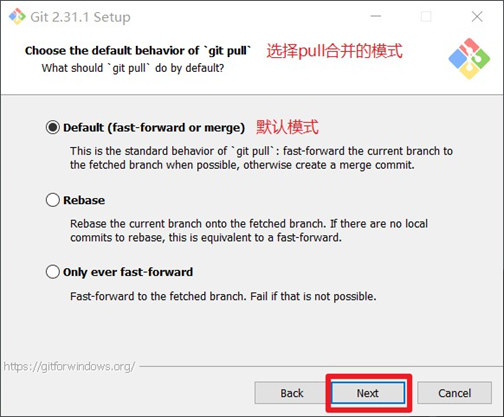 Git 2.31.1 Setup
Choose the default behavior of `git pull` 选择pull合并的模式
What should `git pull` do by default?
Default (fast-forward or merge) 默认模式
This is the standard behavior of `git pull`: fast-forward the current branch to
the fetched branch when possible, otherwise create a merge commit.
Rebase
Rebase the current branch onto the fetched branch. If there are no local
commits to rebase, this is equivalent to a fast-forward.
Only ever fast-forward
Fast-forward to the fetched branch. Fail if that is not possible.
https://gitforwindows.org/
Back Next Cancel